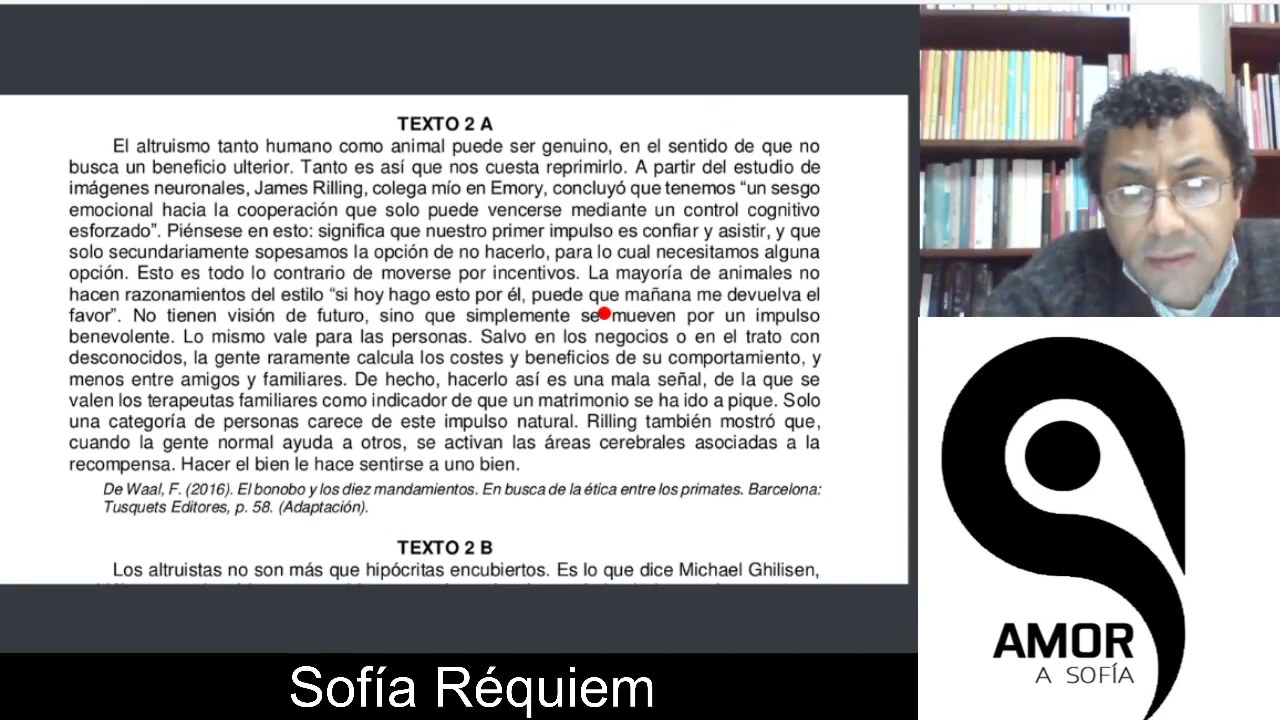 TEXTO 2 A
El altruismo tanto humano como animal puede ser genuino, en el sentido de que no
busca un beneficio ulterior. Tanto es así que nos cuesta reprimirlo. A partir del estudio de
imágenes neuronales, James Rilling, colega mío en Emory, concluyó que tenemos “un sesgo
emocional hacia la cooperación que solo puede vencerse mediante un control cognitivo
esforzado”. Piénsese en esto: significa que nuestro primer impulso es confiar y asistir, y que
solo secundariamente sopesamos la opción de no hacerlo, para lo cual necesitamos alguna
opción. Esto es todo lo contrario de moverse por incentivos. La mayoría de animales no
hacen razonamientos del estilo “si hoy hago esto por él, puede que mañana me devuelva el
favor”. No tienen visión de futuro, sino que simplemente se mueven por un impulso
benevolente. Lo mismo vale para las personas. Salvo en los negocios o en el trato con
desconocidos, la gente raramente calcula los costes y beneficios de su comportamiento, y
menos entre amigos y familiares. De hecho, hacerlo así es una mala señal, de la que se
valen los terapeutas familiares como indicador de que un matrimonio se ha ido a pique. Solo
una categoría de personas carece de este impulso natural. Rilling también mostró que,
cuando la gente normal ayuda a otros, se activan las áreas cerebrales asociadas a la
recompensa. Hacer el bien le hace sentirse a uno bien.
De Waal, F. (2016). El bonobo y los diez mandamientos. En busca de la ética entre los primates. Barcelona:
Tusquets Editores, p. 58. (Adaptación).
TEXTO 2 B
Los altruistas no son más que hipócritas encubiertos. Es lo que dice Michael Ghilisen,
AMOR
A SOFÍA
Sofía Réquiem